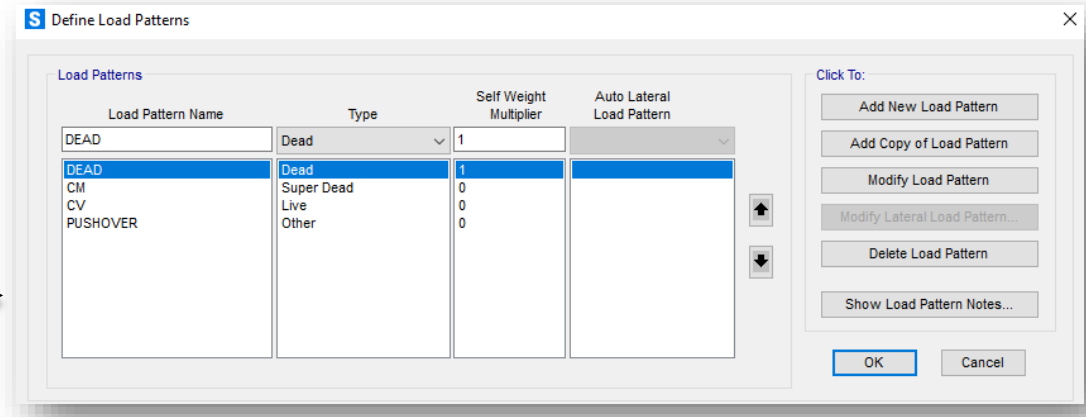 S Define Load Patterns
Load Patterns
Click To:
Load Pattern Name Type Self Weight Multiplier Auto Lateral Load Pattern
DEAD Dead 1
DEAD Dead 1
CM Super Dead 0
CV Live 0
PUSHOVER Other 0
Add New Load Pattern
Add Copy of Load Pattern
Modify Load Pattern
Modify Lateral Load Pattern...
Delete Load Pattern
Show Load Pattern Notes...
OK Cancel